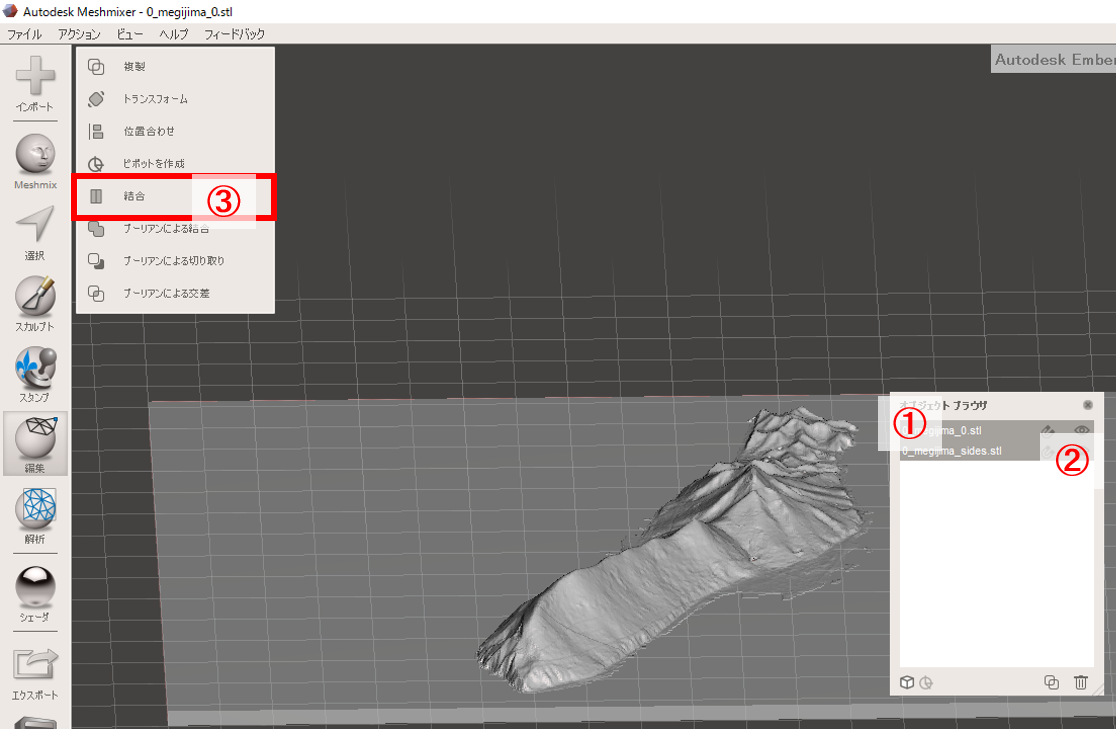 Autodesk Meshmixer - 0_megijima_0.stl
ファイル アクション ビュー ヘルプ フィードバック
Autodesk Ember
インポート
Meshmix
選択
スカルプト
スタンプ
編集
解析
シェーダ
エクスポート
複製
トランスフォーム
位置合わせ
ピボットを作成
結合
③
ブーリアンによる結合
ブーリアンによる切り取り
ブーリアンによる交差
オブジェクト ブラウザ
①
0_megijima_0.stl
0_megijima_sides.stl
②